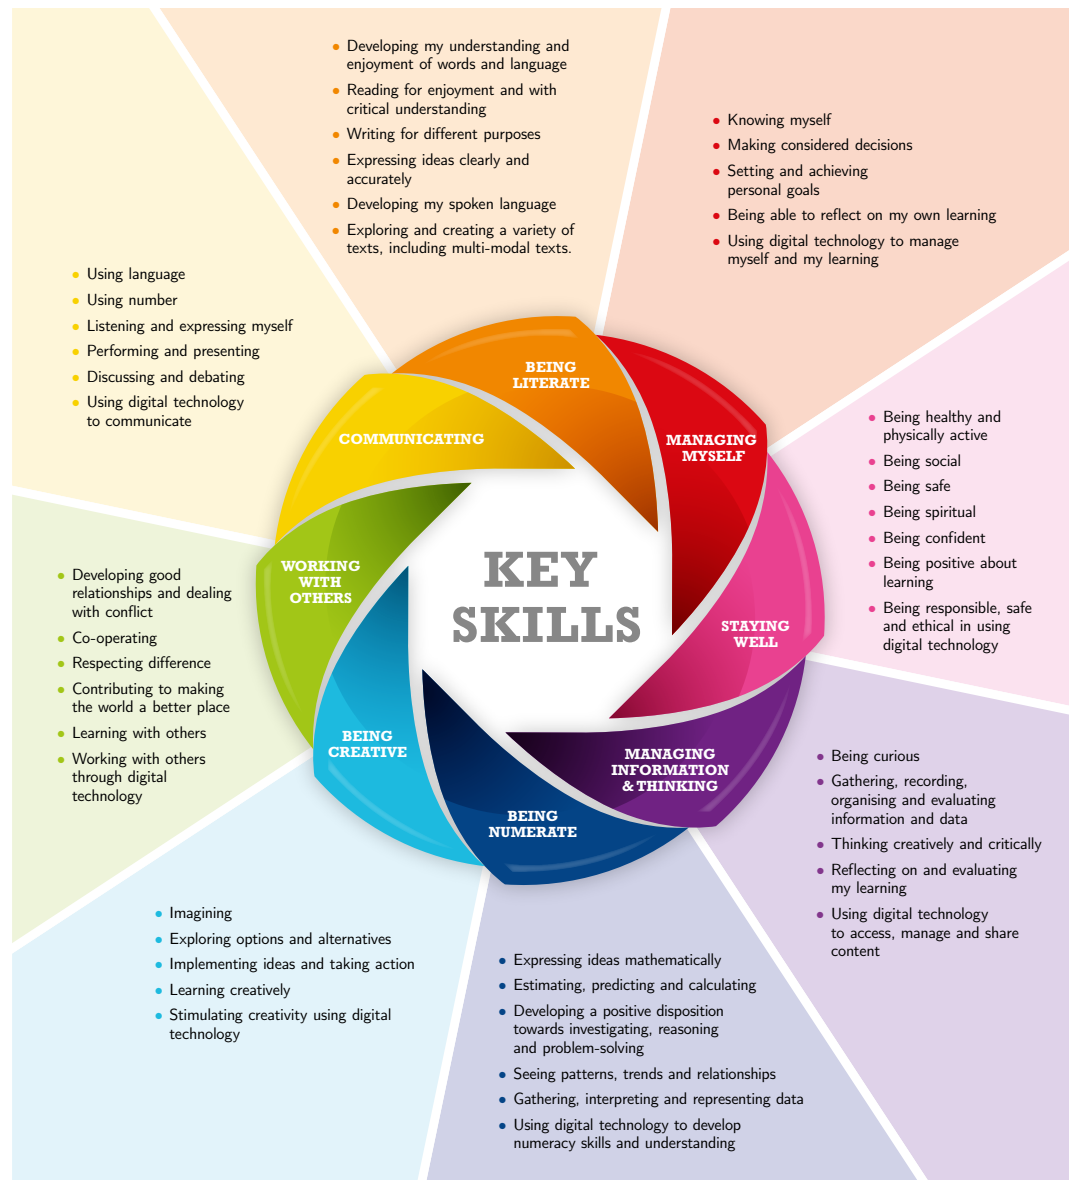 • Developing my understanding and
enjoyment of words and language
• Reading for enjoyment and with
critical understanding
• Writing for different purposes
• Expressing ideas clearly and
accurately
• Developing my spoken language
• Exploring and creating a variety of
texts, including multi-modal texts.
• Knowing myself
• Making considered decisions
• Setting and achieving
personal goals
• Being able to reflect on my own learning
• Using digital technology to manage
myself and my learning
• Using language
• Using number
• Listening and expressing myself
• Performing and presenting
• Discussing and debating
• Using digital technology
to communicate
BEING
LITERATE
COMMUNICATING
MANAGING
MYSELF
• Being healthy and
physically active
• Being social
• Being safe
• Being spiritual
• Being confident
• Being positive about
learning
• Being responsible, safe
and ethical in using
digital technology
KEY
SKILLS
WORKING
WITH
OTHERS
STAYING
WELL
• Developing good
relationships and dealing
with conflict
• Co-operating
• Respecting difference
• Contributing to making
the world a better place
• Learning with others
• Working with others
through digital
technology
BEING
CREATIVE
MANAGING
INFORMATION
& THINKING
BEING
NUMERATE
• Being curious
• Gathering, recording,
organising and evaluating
information and data
• Thinking creatively and critically
• Reflecting on and evaluating
my learning
• Using digital technology
to access, manage and share
content
• Imagining
• Exploring options and alternatives
• Implementing ideas and taking action
• Learning creatively
• Stimulating creativity using digital
technology
• Expressing ideas mathematically
• Estimating, predicting and calculating
• Developing a positive disposition
towards investigating, reasoning
and problem-solving
• Seeing patterns, trends and relationships
• Gathering, interpreting and representing data
• Using digital technology to develop
numeracy skills and understanding